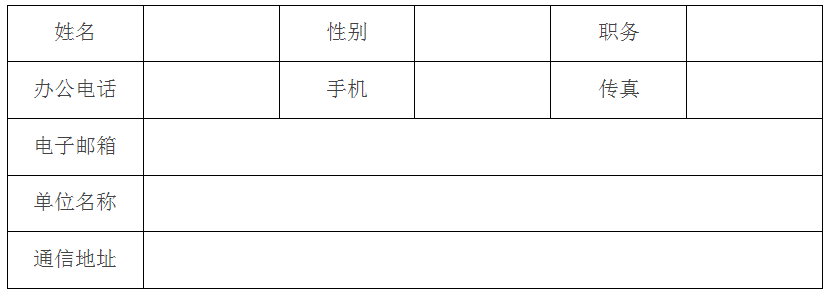 姓名 性别 职务
办公电话 手机 传真
电子邮箱
单位名称
通信地址